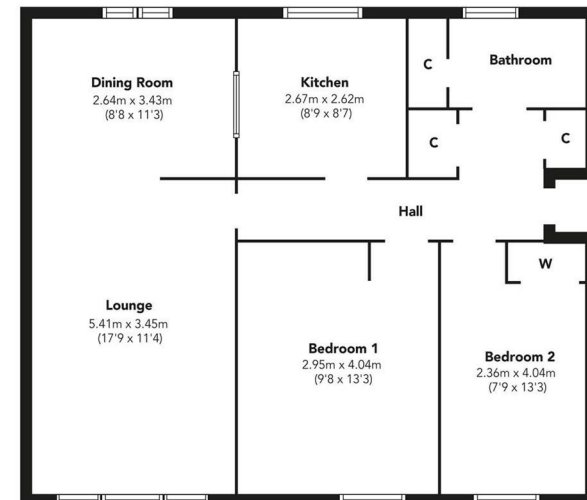 Dining Room
2.64m x 3.43m
(8'8 x 11'3)
Kitchen
2.67m x 2.62m
(8'9 x 8'7)
C
Bathroom
C
C
Hall
W
Lounge
5.41m x 3.45m
(17'9 x 11'4)
Bedroom 1
2.95m x 4.04m
(9'8 x 13'3)
Bedroom 2
2.36m x 4.04m
(7'9 x 13'3)